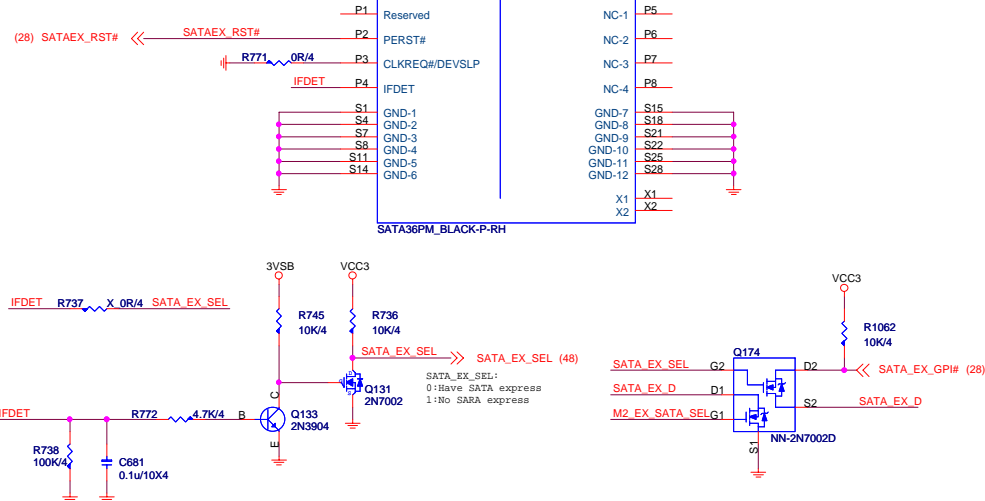 P1 Reserved NC-1 P5
(28) SATAEX_RST# SATAEX_RST# P2 PERST# NC-2 P6
R771 0R/4 P3 CLKREQ#/DEVSLP NC-3 P7
IFDET P4 IFDET NC-4 P8
S1 GND-1 GND-7 S15
S4 GND-2 GND-8 S18
S7 GND-3 GND-9 S21
S8 GND-4 GND-10 S22
S11 GND-5 GND-11 S25
S14 GND-6 GND-12 S28
X1 X1
X2 X2
SATA36PM_BLACK-P-RH
IFDET R737 X_0R/4 SATA_EX_SEL
3VSB VCC3
R745 10K/4
R736 10K/4
SATA_EX_SEL SATA_EX_SEL (48)
SATA_EX_SEL:
0:Have SATA express
1:No SARA express
Q131
2N7002
IFDET R772 4.7K/4 B C E
Q133
2N3904
R738
100K/4
C681
0.1u/10X4
VCC3
R1062
10K/4
Q174
SATA_EX_SEL G2 D2 SATA_EX_GPI# (28)
SATA_EX_D D1 S2 SATA_EX_D
M2_EX_SATA_SEL G1
S1
NN-2N7002D